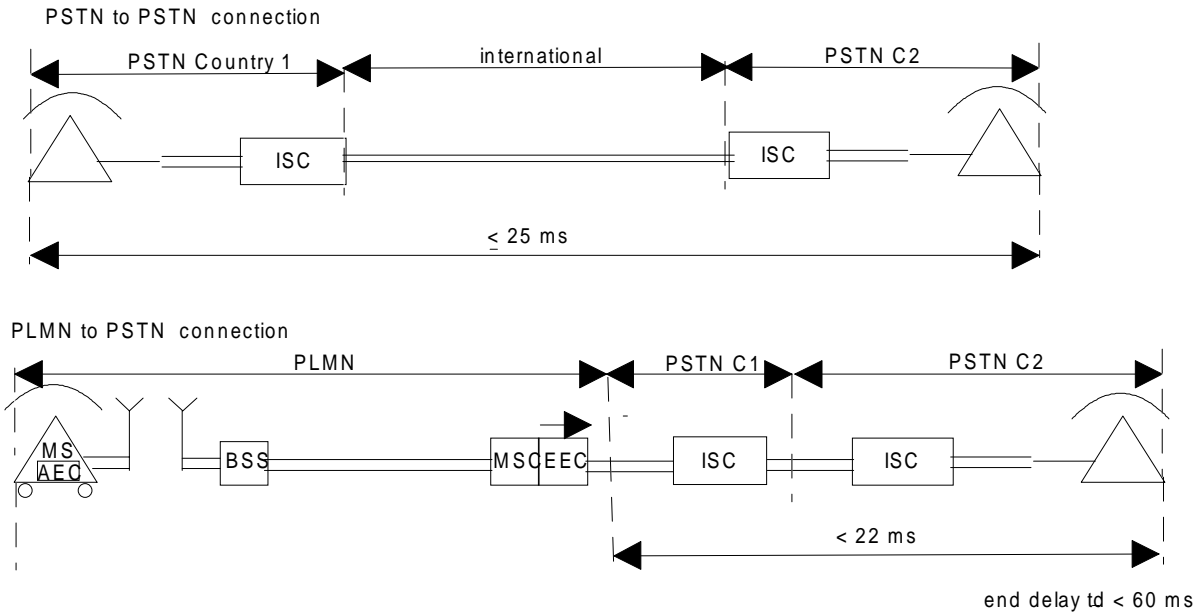 PSTN to PSTN connection
PSTN Country 1
international
PSTN C2
ISC
ISC
≤ 25 ms
PLMN to PSTN connection
PLMN
PSTN C1
PSTN C2
MS
AEC
BSS
MSC
EEC
ISC
ISC
< 22 ms
end delay td < 60 ms